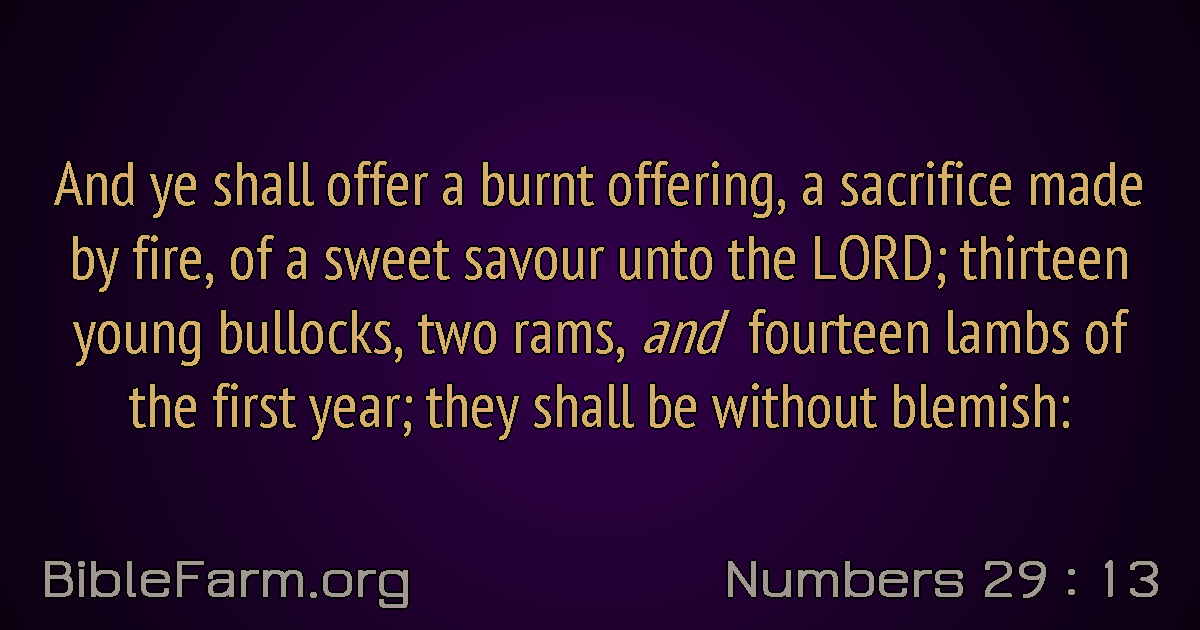 And ye shall offer a burnt offering, a sacrifice made
by fire, of a sweet savour unto the LORD; thirteen
young bullocks, two rams, and fourteen lambs of
the first year; they shall be without blemish:
BibleFarm.org
Numbers 29 : 13